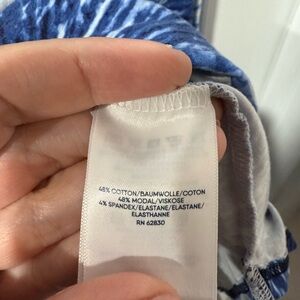 48% COTTON/BAUMWOLLE/COTON
48% MODAL/VISKOSE
4% SPANDEX/ELASTANE/ELASTANE/
ELASTHANNE
RN 62830